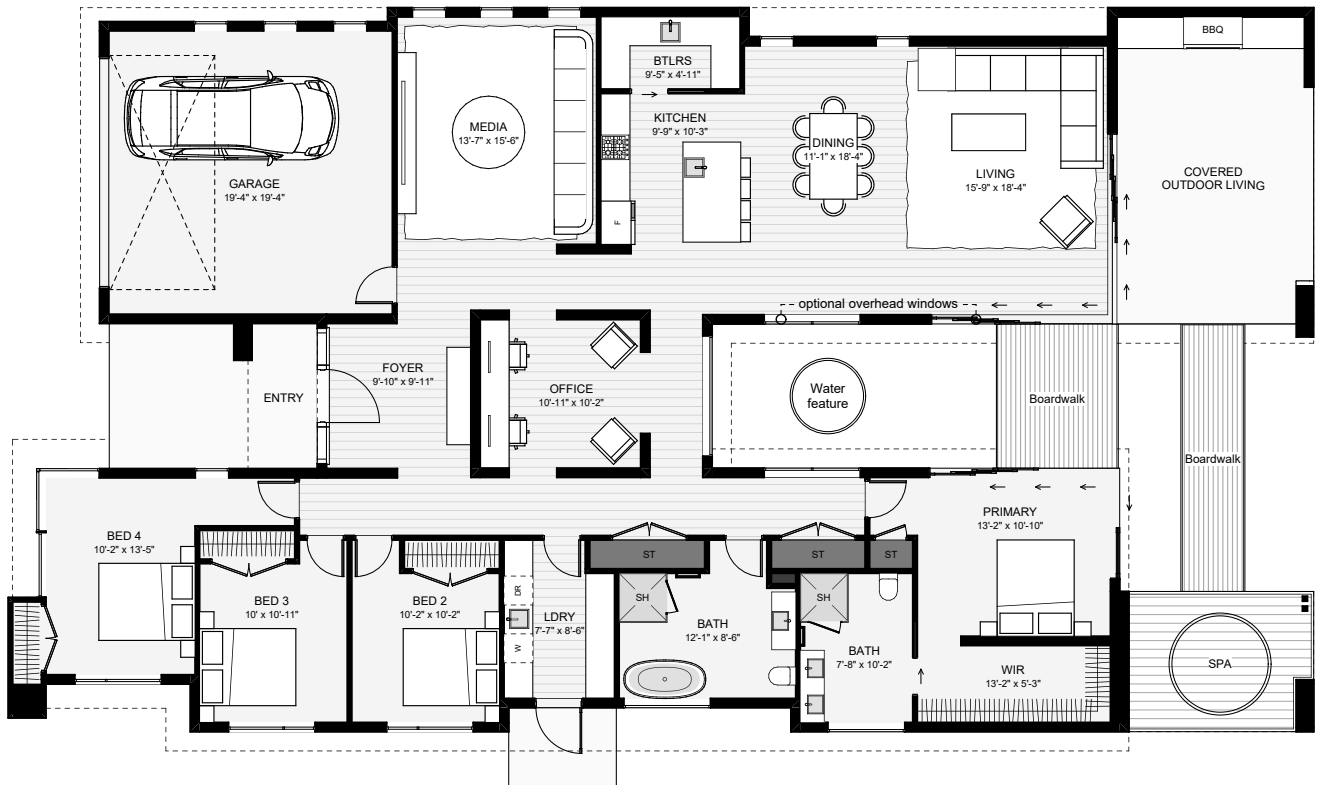 BBQ
BTLRS
9'-5" x 4'-11"
KITCHEN
9'-9" x 10'-3"
MEDIA
13'-7" x 15'-6"
DINING
11'-1" x 18'-4"
LIVING
15'-9" x 18'-4"
COVERED
OUTDOOR LIVING
GARAGE
19'-4" x 19'-4"
F
optional overhead windows
FOYER
9'-10" x 9'-11"
ENTRY
OFFICE
10'-11" x 10'-2"
Water
feature
Boardwalk
Boardwalk
PRIMARY
13'-2" x 10'-10"
BED 4
10'-2" x 13'-5"
ST
ST
ST
BED 3
10' x 10'-11"
BED 2
10'-2" x 10'-2"
DR
W
LDRY
7'-7" x 8'-6"
SH
BATH
12'-1" x 8'-6"
SH
BATH
7'-8" x 10'-2"
WIR
13'-2" x 5'-3"
SPA